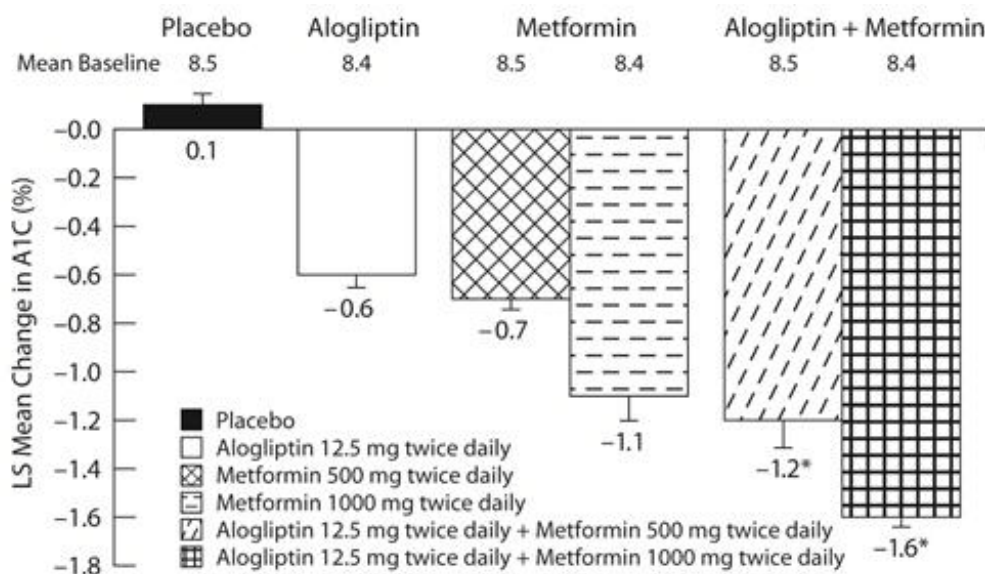 Placebo Alogliptin Metformin Alogliptin + Metformin
Mean Baseline 8.5 8.4 8.5 8.4 8.5 8.4
LS Mean Change in A1C (%)
−0.0
−0.2
−0.4
−0.6
−0.8
−1.0
−1.2
−1.4
−1.6
−1.8
0.1
−0.6
−0.7
−1.1
−1.2*
−1.6*
Placebo
Alogliptin 12.5 mg twice daily
Metformin 500 mg twice daily
Metformin 1000 mg twice daily
Alogliptin 12.5 mg twice daily + Metformin 500 mg twice daily
Alogliptin 12.5 mg twice daily + Metformin 1000 mg twice daily